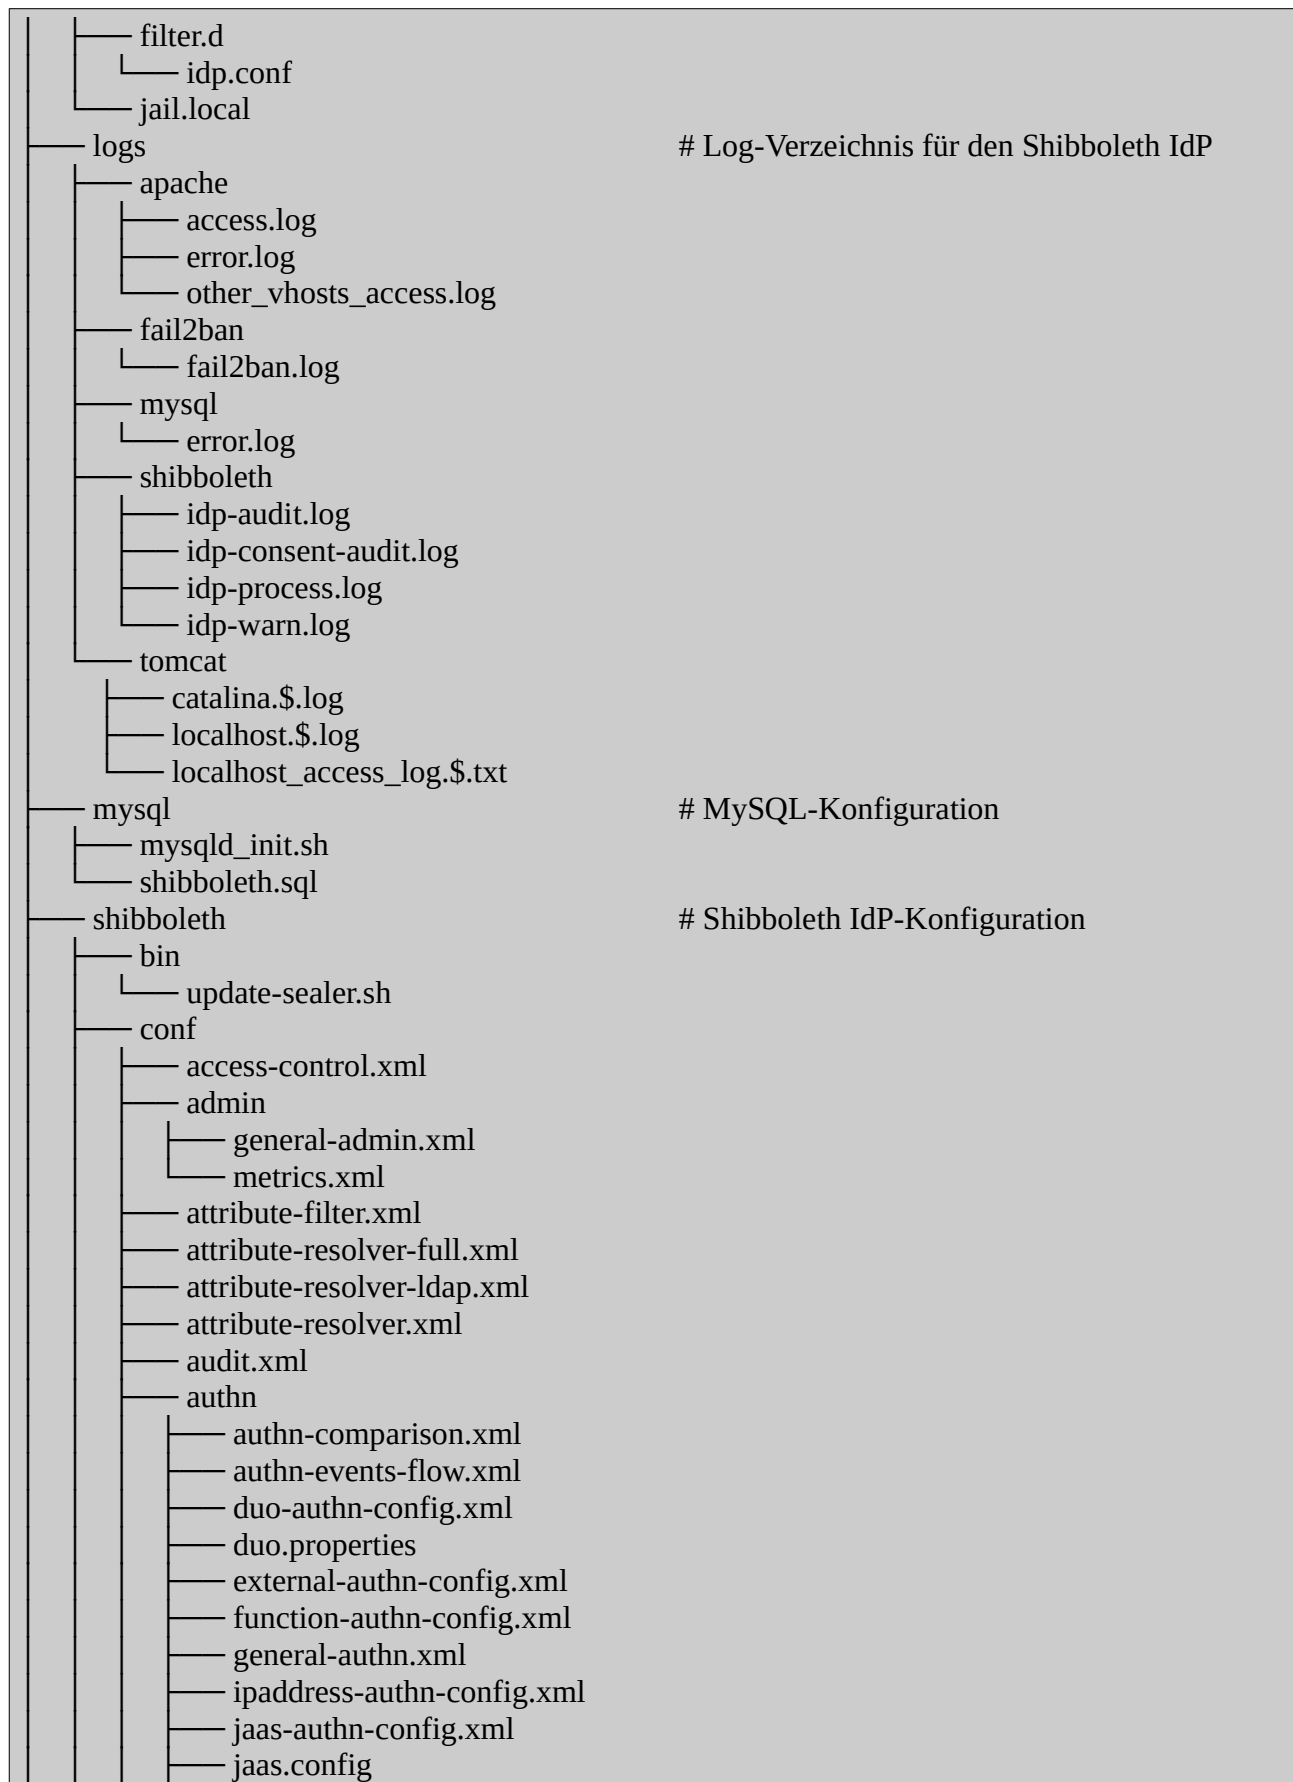 │   ├── filter.d
│   │   └── idp.conf
│   └── jail.local
├── logs # Log-Verzeichnis für den Shibboleth IdP
│   ├── apache
│   │   ├── access.log
│   │   ├── error.log
│   │   └── other_vhosts_access.log
│   ├── fail2ban
│   │   └── fail2ban.log
│   ├── mysql
│   │   └── error.log
│   ├── shibboleth
│   │   ├── idp-audit.log
│   │   ├── idp-consent-audit.log
│   │   ├── idp-process.log
│   │   └── idp-warn.log
│   └── tomcat
│       ├── catalina.$.log
│       ├── localhost.$.log
│       └── localhost_access_log.$.txt
├── mysql # MySQL-Konfiguration
│   ├── mysqld_init.sh
│   └── shibboleth.sql
├── shibboleth # Shibboleth IdP-Konfiguration
│   ├── bin
│   │   └── update-sealer.sh
│   ├── conf
│   │   ├── access-control.xml
│   │   ├── admin
│   │   │   ├── general-admin.xml
│   │   │   └── metrics.xml
│   │   ├── attribute-filter.xml
│   │   ├── attribute-resolver-full.xml
│   │   ├── attribute-resolver-ldap.xml
│   │   ├── attribute-resolver.xml
│   │   ├── audit.xml
│   │   ├── authn
│   │   │   ├── authn-comparison.xml
│   │   │   ├── authn-events-flow.xml
│   │   │   ├── duo-authn-config.xml
│   │   │   ├── duo.properties
│   │   │   ├── external-authn-config.xml
│   │   │   ├── function-authn-config.xml
│   │   │   ├── general-authn.xml
│   │   │   ├── ipaddress-authn-config.xml
│   │   │   ├── jaas-authn-config.xml
│   │   │   ├── jaas.config